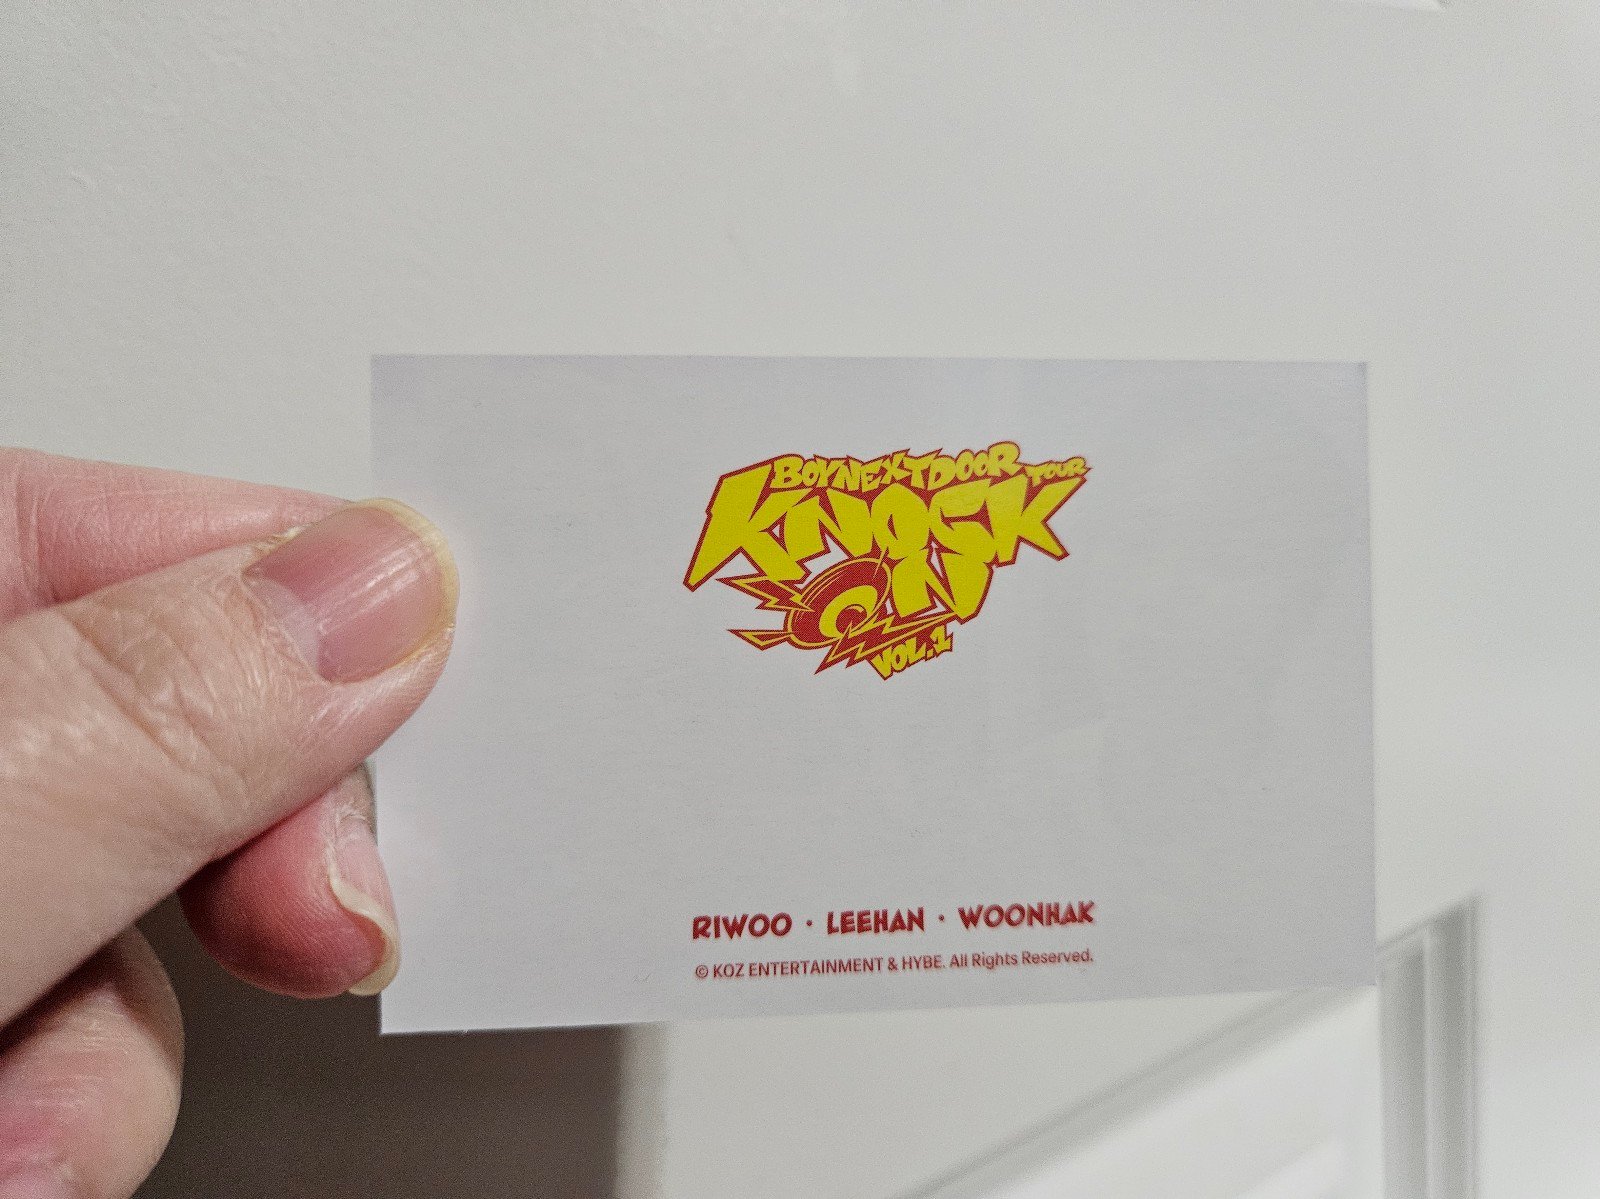 BOYNEXTDOOR TOUR
KNOCK
ON
VOL.1
RIWOO · LEEHAN · WOONHAK
© KOZ ENTERTAINMENT & HYBE. All Rights Reserved.